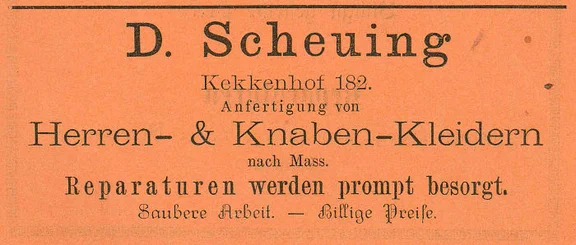 D. Scheuing
Kekkenhof 182.
Anfertigung von
Herren- & Knaben-Kleidern
nach Mass.
Reparaturen werden prompt besorgt.
Saubere Arbeit. — Billige Preiſe.